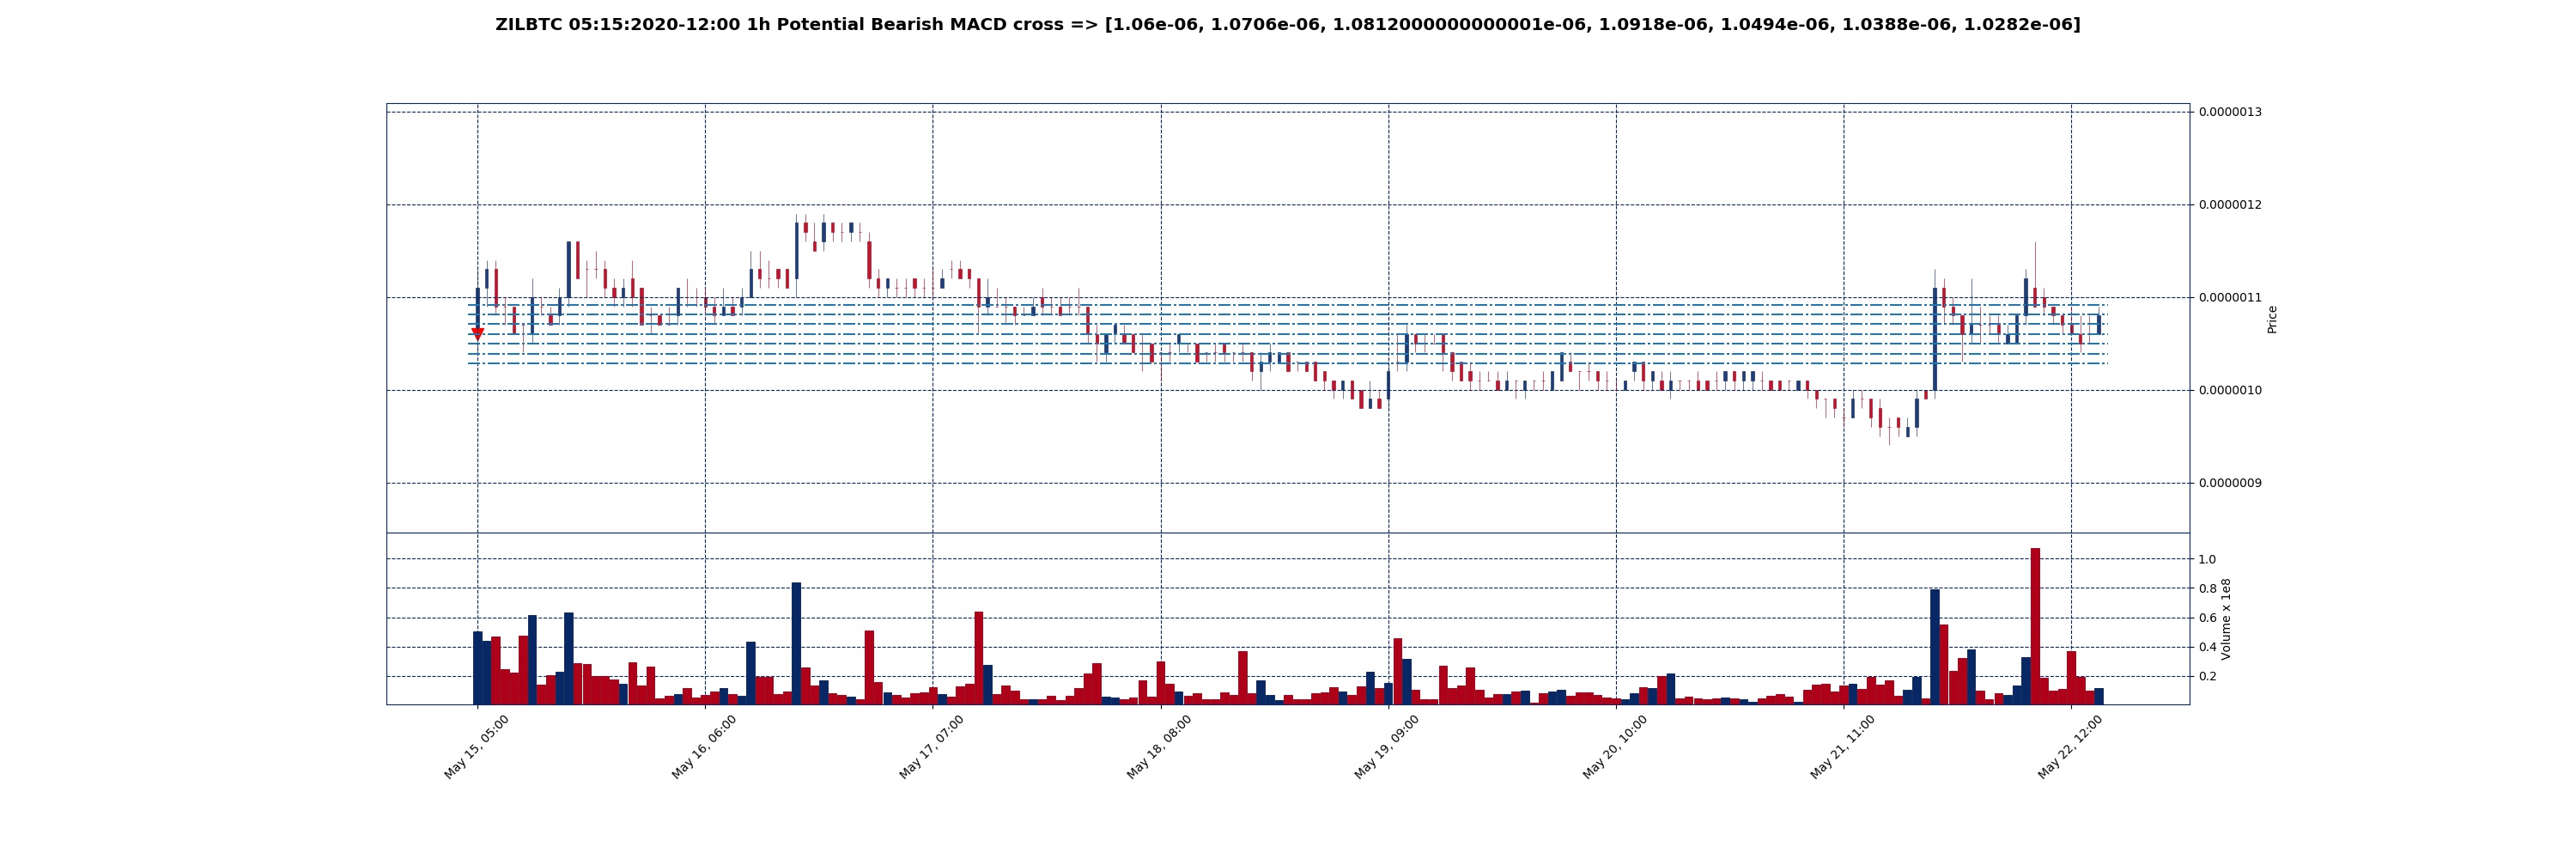 ZILBTC 05:15:2020-12:00 1h Potential Bearish MACD cross => [1.06e-06, 1.0706e-06, 1.0812000000000001e-06, 1.0918e-06, 1.0494e-06, 1.0388e-06, 1.0282e-06]
0.0000013
0.0000012
0.0000011
0.0000010
0.0000009
Price
1.0
0.8
0.6
0.4
0.2
Volume x 1e8
May 15, 05:00
May 16, 06:00
May 17, 07:00
May 18, 08:00
May 19, 09:00
May 20, 10:00
May 21, 11:00
May 22, 12:00